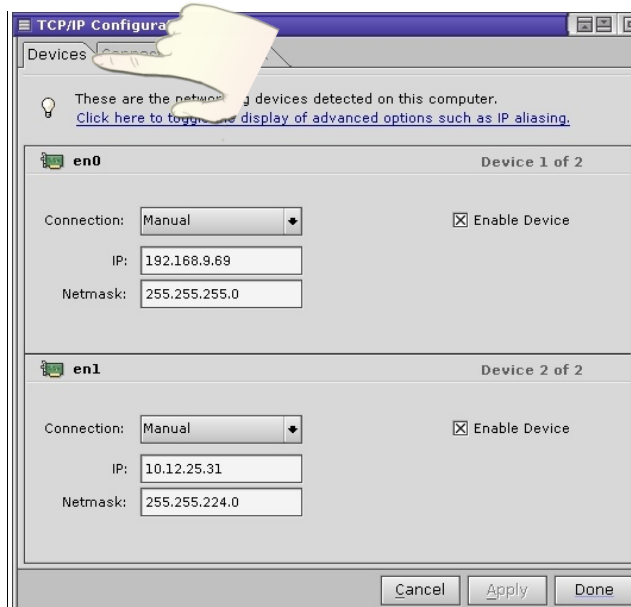 TCP/IP Configura
Devices
These are the networking devices detected on this computer.
Click here to toggle the display of advanced options such as IP aliasing.
en0 Device 1 of 2
Connection: Manual Enable Device
IP: 192.168.9.69
Netmask: 255.255.255.0
en1 Device 2 of 2
Connection: Manual Enable Device
IP: 10.12.25.31
Netmask: 255.255.224.0
Cancel Apply Done